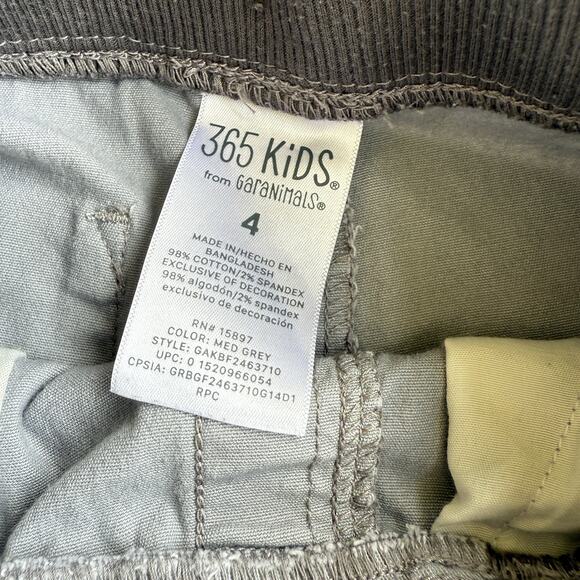 365 KiDS®
from GaRaNiMaLS®
4
MADE IN/HECHO EN
BANGLADESH
98% COTTON/2% SPANDEX
EXCLUSIVE OF DECORATION
98% algodón/2% spandex
exclusivo de decoración
RN# 15897
COLOR: MED GREY
STYLE: GAKBF2463710
UPC: 0 1520966054
CPSIA: GRBGF2463710G14D1
RPC